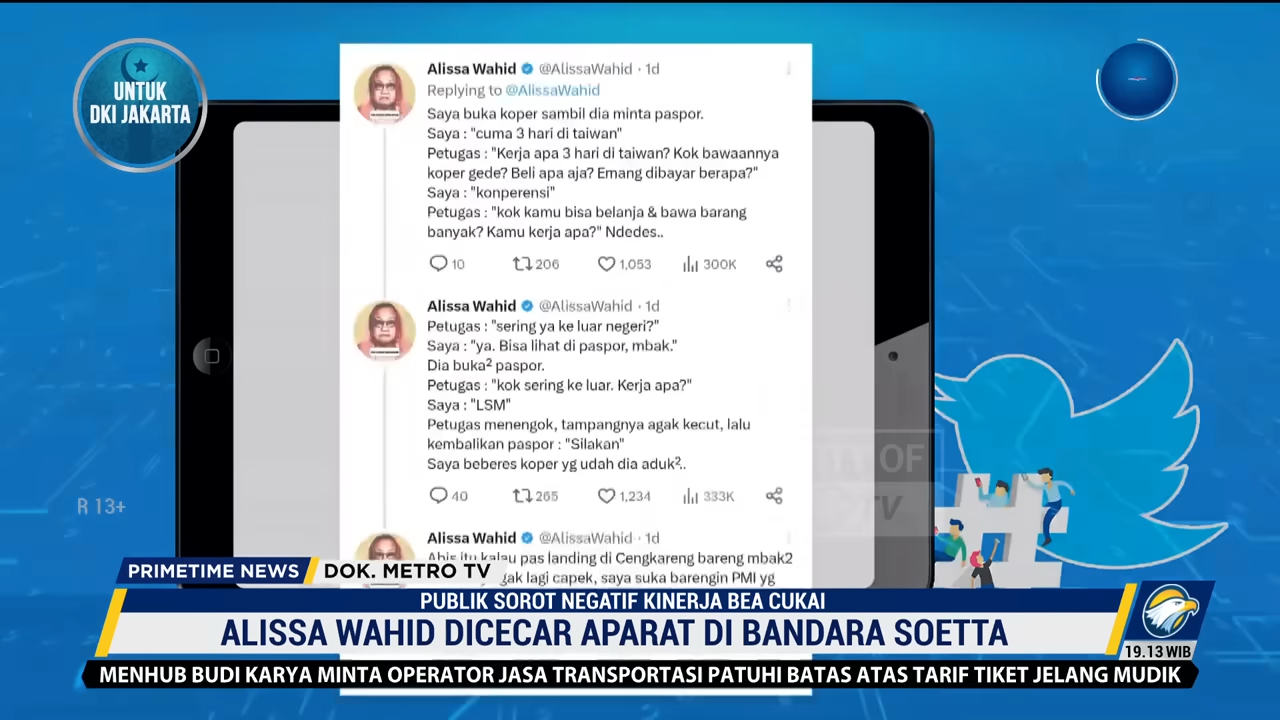 UNTUK
DKI JAKARTA
Alissa Wahid @AlissaWahid · 1d
Replying to @AlissaWahid
Saya buka koper sambil dia minta paspor.
Saya : "cuma 3 hari di taiwan"
Petugas : "Kerja apa 3 hari di taiwan? Kok bawaannya
koper gede? Beli apa aja? Emang dibayar berapa?"
Saya : "konperensi"
Petugas : "kok kamu bisa belanja & bawa barang
banyak? Kamu kerja apa?" Ndedes..
10 206 1,053 300K
Alissa Wahid @AlissaWahid · 1d
Petugas : "sering ya ke luar negeri?"
Saya : "ya. Bisa lihat di paspor, mbak."
Dia buka² paspor.
Petugas : "kok sering ke luar. Kerja apa?"
Saya : "LSM"
Petugas menengok, tampangnya agak kecut, lalu
kembalikan paspor : "Silakan"
Saya beberes koper yg udah dia aduk²..
40 265 1,234 333K
Alissa Wahid @AlissaWahid · 1d
Abis itu kalau pas landing di Cengkareng bareng mbak2
gak lagi capek, saya suka barengin PMI yg
OF
TV
#
R 13+
PRIMETIME NEWS
DOK. METRO TV
PUBLIK SOROT NEGATIF KINERJA BEA CUKAI
ALISSA WAHID DICECAR APARAT DI BANDARA SOETTA
19.13 WIB
MENHUB BUDI KARYA MINTA OPERATOR JASA TRANSPORTASI PATUHI BATAS ATAS TARIF TIKET JELANG MUDIK